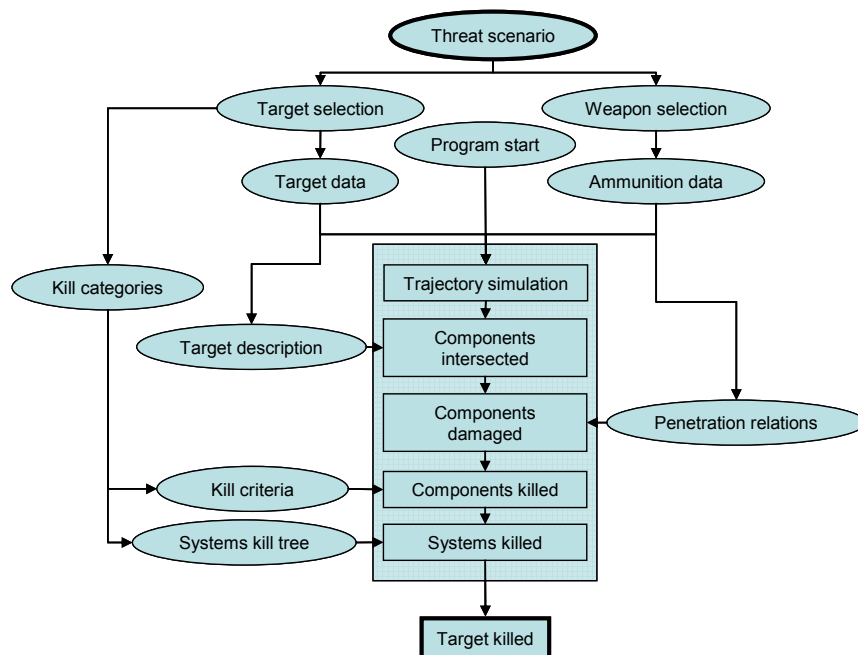 Threat scenario
Target selection
Weapon selection
Program start
Target data
Ammunition data
Kill categories
Trajectory simulation
Target description
Components
intersected
Components
damaged
Penetration relations
Kill criteria
Components killed
Systems kill tree
Systems killed
Target killed